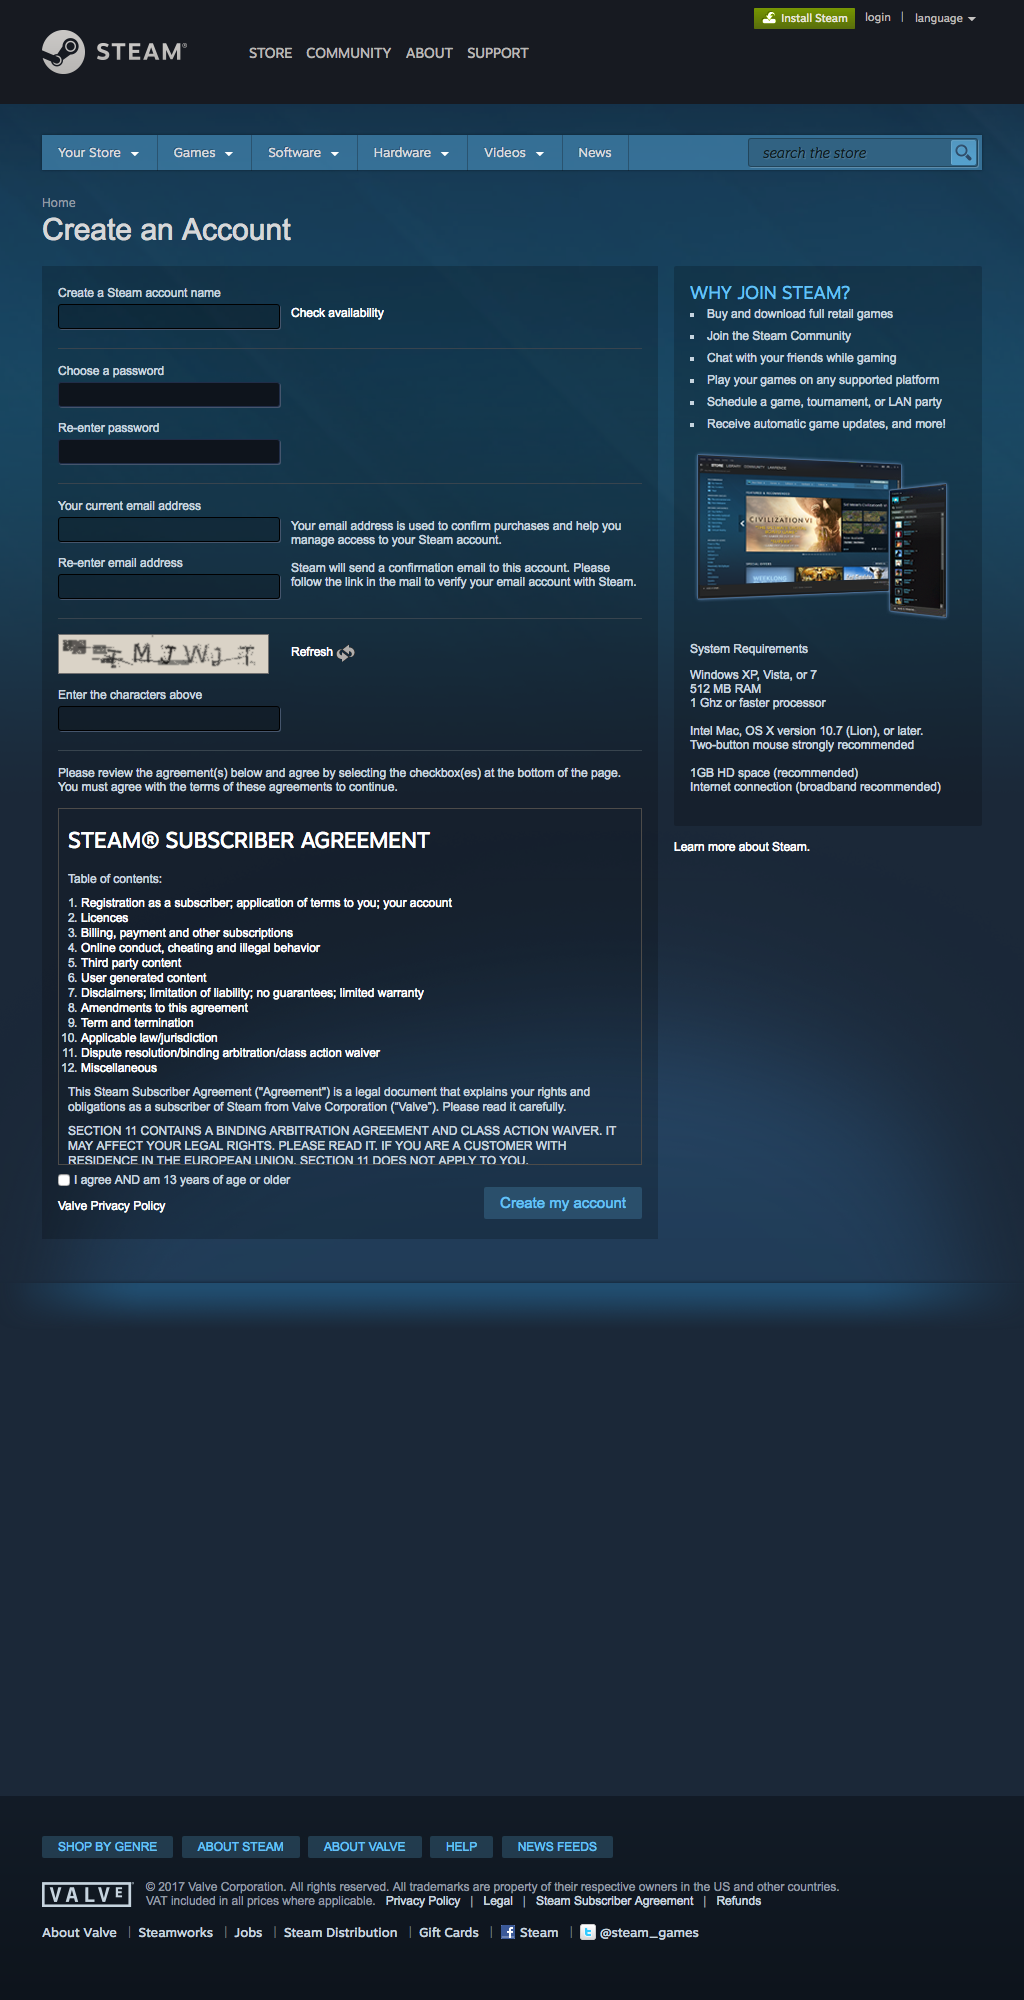 Install Steam
login | language
STEAM®
STORE COMMUNITY ABOUT SUPPORT
Your Store Games Software Hardware Videos News
search the store
Home
Create an Account
Create a Steam account name
Check availability
Choose a password
Re-enter password
Your current email address
Your email address is used to confirm purchases and help you
manage access to your Steam account.
Re-enter email address
Steam will send a confirmation email to this account. Please
follow the link in the mail to verify your email account with Steam.
Refresh
Enter the characters above
Please review the agreement(s) below and agree by selecting the checkbox(es) at the bottom of the page.
You must agree with the terms of these agreements to continue.
STEAM® SUBSCRIBER AGREEMENT
Table of contents:
1. Registration as a subscriber; application of terms to you; your account
2. Licences
3. Billing, payment and other subscriptions
4. Online conduct, cheating and illegal behavior
5. Third party content
6. User generated content
7. Disclaimers; limitation of liability; no guarantees; limited warranty
8. Amendments to this agreement
9. Term and termination
10. Applicable law/jurisdiction
11. Dispute resolution/binding arbitration/class action waiver
12. Miscellaneous
This Steam Subscriber Agreement ("Agreement") is a legal document that explains your rights and
obligations as a subscriber of Steam from Valve Corporation ("Valve"). Please read it carefully.
SECTION 11 CONTAINS A BINDING ARBITRATION AGREEMENT AND CLASS ACTION WAIVER. IT
MAY AFFECT YOUR LEGAL RIGHTS. PLEASE READ IT. IF YOU ARE A CUSTOMER WITH
RESIDENCE IN THE EUROPEAN UNION, SECTION 11 DOES NOT APPLY TO YOU.
I agree AND am 13 years of age or older
Valve Privacy Policy
Create my account
WHY JOIN STEAM?
Buy and download full retail games
Join the Steam Community
Chat with your friends while gaming
Play your games on any supported platform
Schedule a game, tournament, or LAN party
Receive automatic game updates, and more!
CIVILIZATION VI
WEEKLONG
System Requirements
Windows XP, Vista, or 7
512 MB RAM
1 Ghz or faster processor
Intel Mac, OS X version 10.7 (Lion), or later.
Two-button mouse strongly recommended
1GB HD space (recommended)
Internet connection (broadband recommended)
Learn more about Steam.
SHOP BY GENRE ABOUT STEAM ABOUT VALVE HELP NEWS FEEDS
VALVE
© 2017 Valve Corporation. All rights reserved. All trademarks are property of their respective owners in the US and other countries.
VAT included in all prices where applicable. Privacy Policy | Legal | Steam Subscriber Agreement | Refunds
About Valve | Steamworks | Jobs | Steam Distribution | Gift Cards | Steam | @steam_games